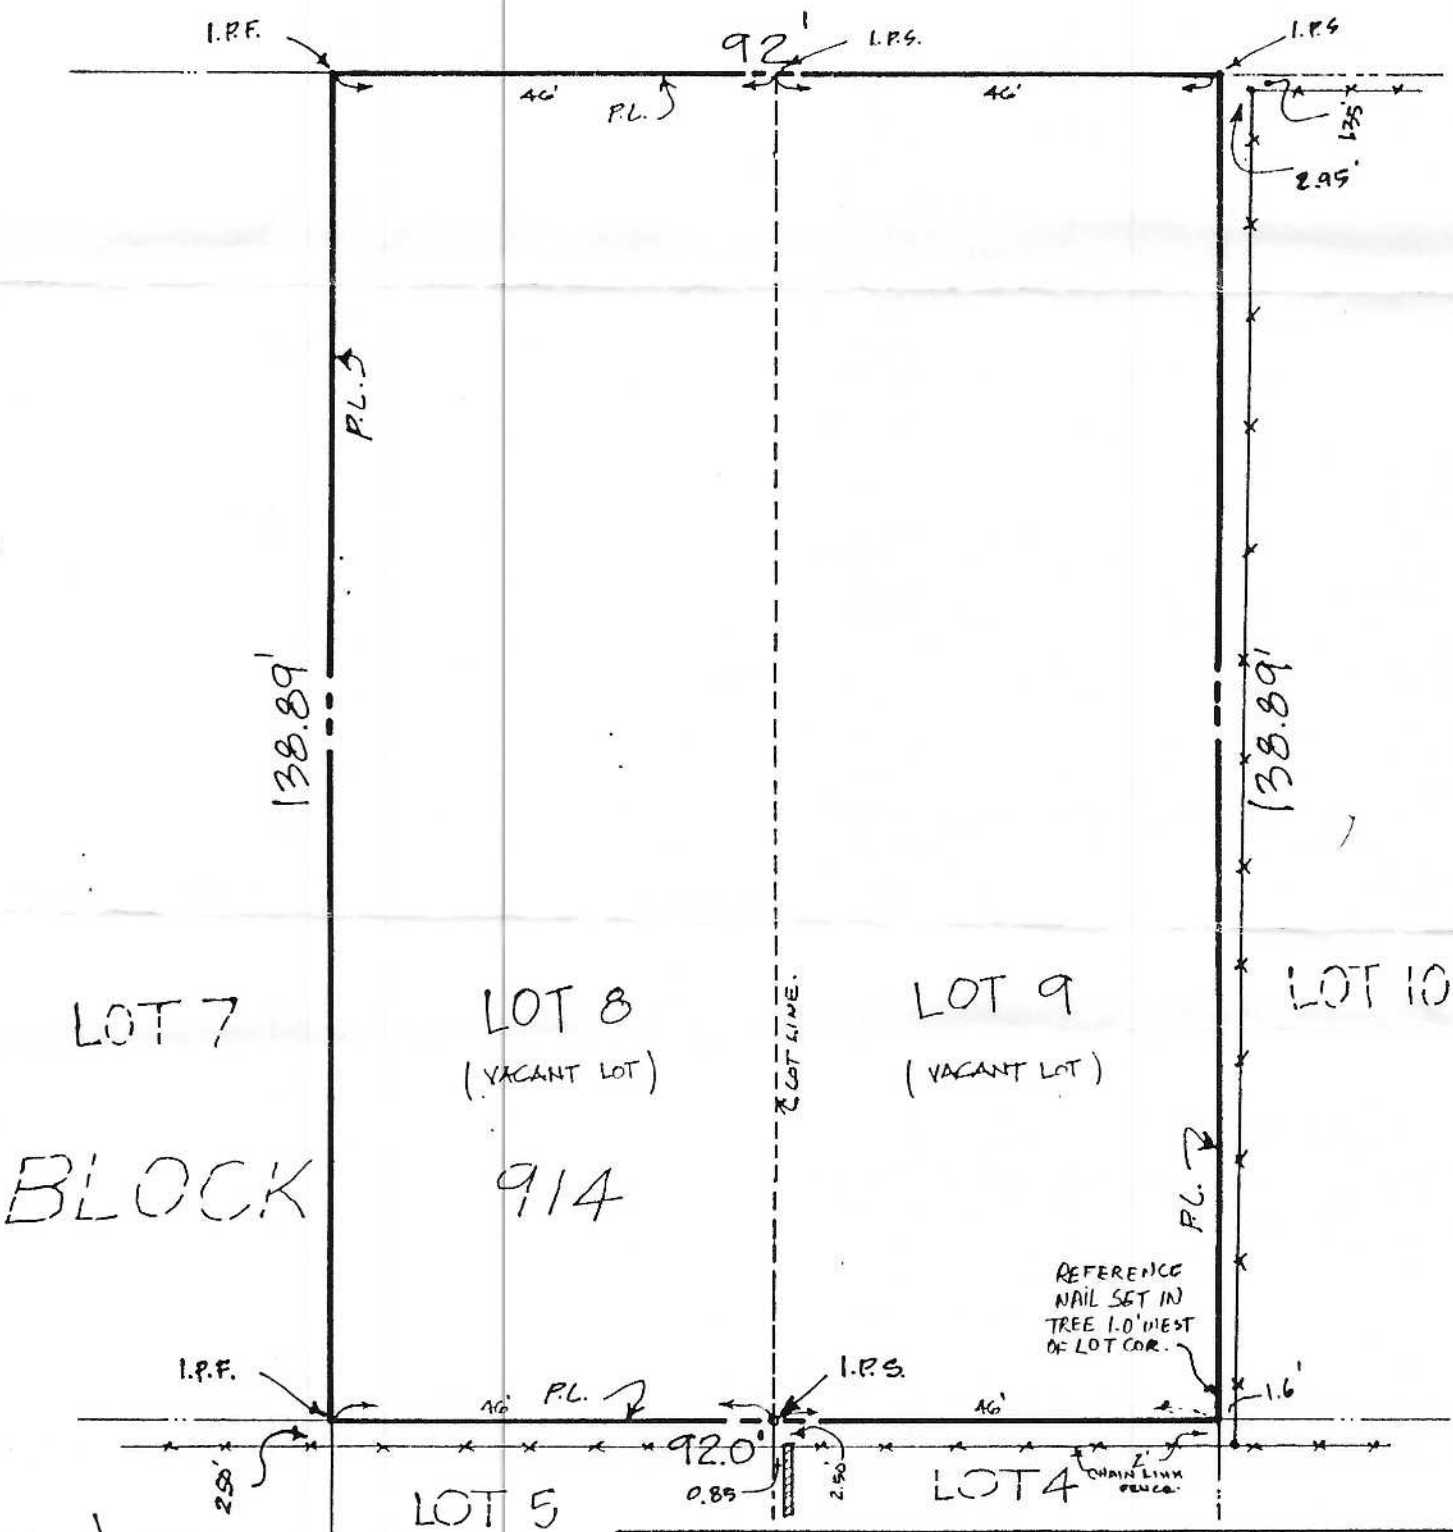 I.P.F.
92'
I.P.S.
I.P.S
46'
P.L.
46'
1.35'
2.95'
P.L.
138.89'
138.89'
LOT 7
LOT 8
(VACANT LOT)
LOT LINE.
LOT 9
(VACANT LOT)
LOT 10
BLOCK 914
P.L.
REFERENCE
NAIL SET IN
TREE 1.0' WEST
OF LOT COR.
I.P.F.
46'
P.L.
I.P.S.
46'
1.6'
92.0'
2.50'
0.85
2.50'
2'
CHAIN LINK
FENCE.
LOT 5
LOT 4